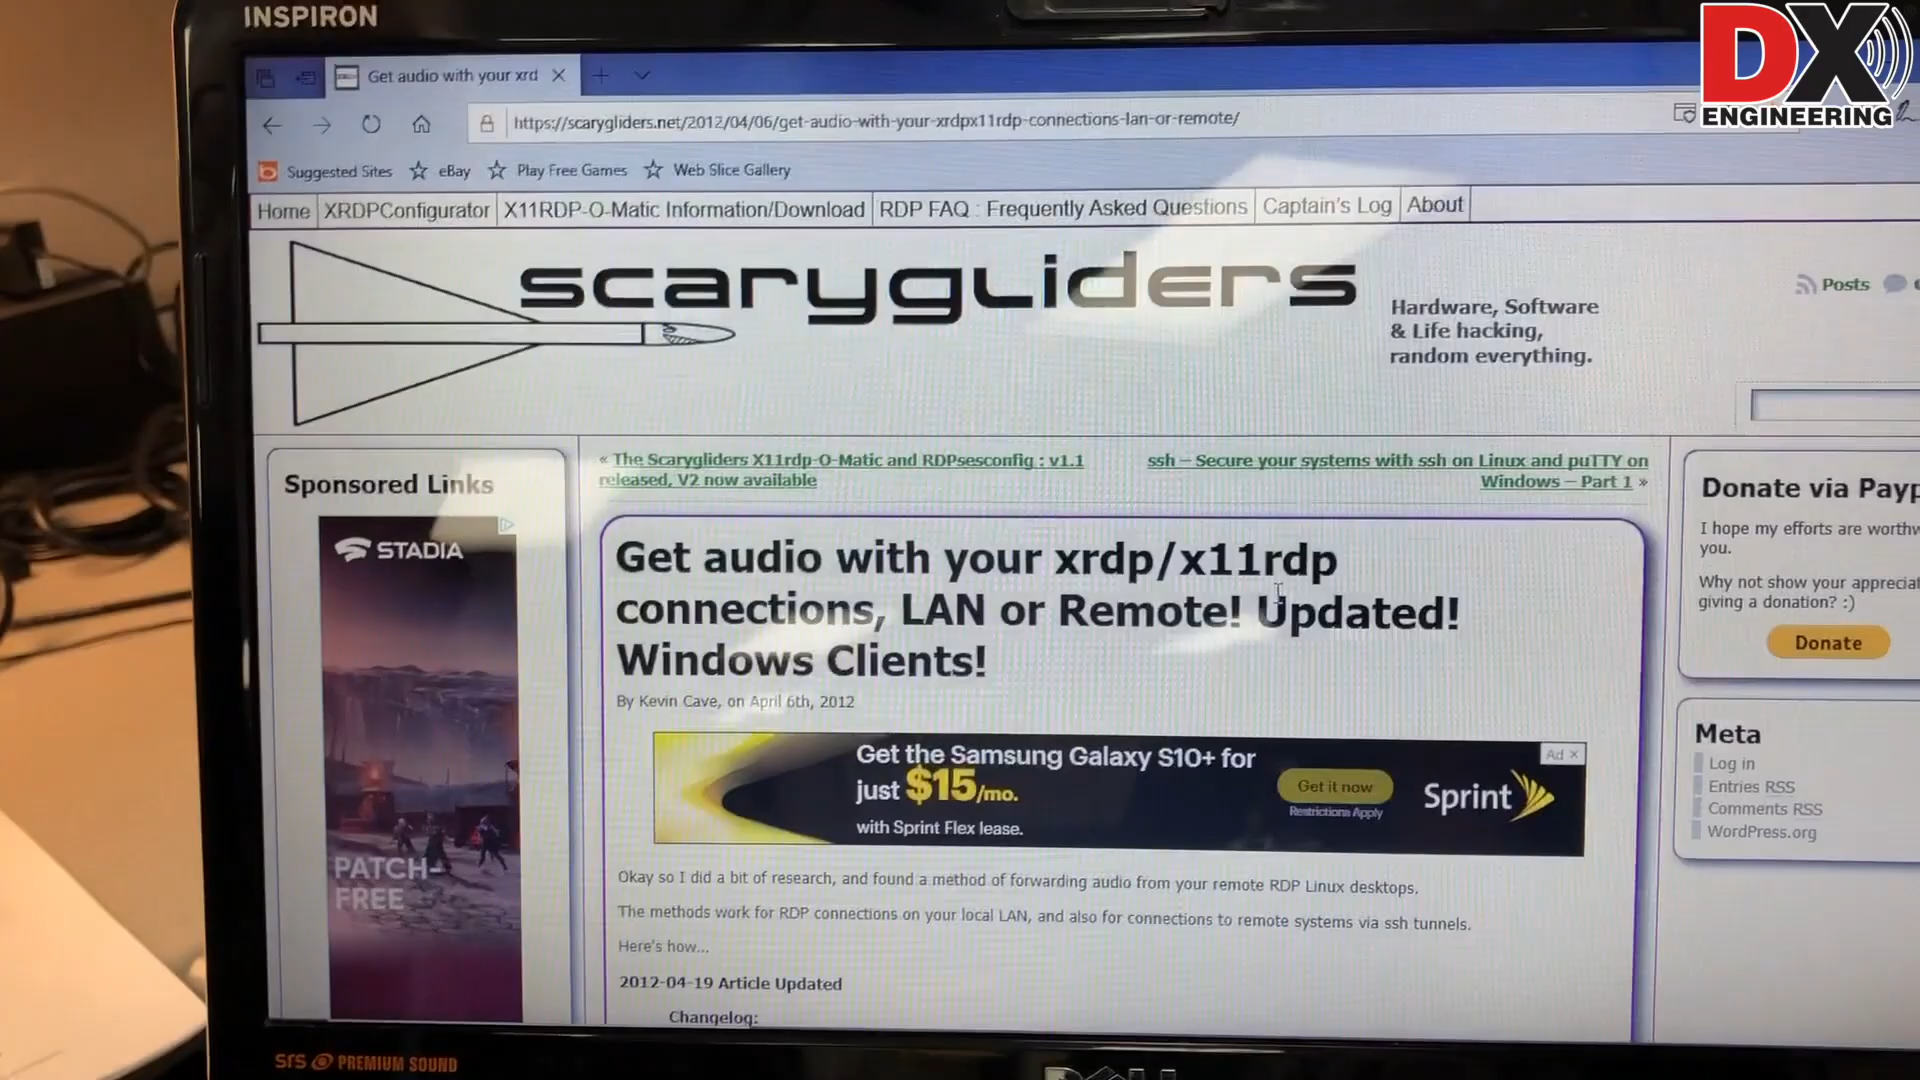 INSPIRON
DX
ENGINEERING
Get audio with your xrd
https://scarygliders.net/2012/04/06/get-audio-with-your-xrdpx11rdp-connections-lan-or-remote/
Suggested Sites eBay Play Free Games Web Slice Gallery
Home XRDPConfigurator X11RDP-O-Matic Information/Download RDP FAQ : Frequently Asked Questions Captain's Log About
scarygliders
Hardware, Software
& Life hacking,
random everything.
Posts
Sponsored Links
STADIA
PATCH-
FREE
« The Scarygliders X11rdp-O-Matic and RDPsesconfig : v1.1
released, V2 now available
ssh – Secure your systems with ssh on Linux and puTTY on
Windows – Part 1 »
Get audio with your xrdp/x11rdp
connections, LAN or Remote! Updated!
Windows Clients!
By Kevin Cave, on April 6th, 2012
Get the Samsung Galaxy S10+ for
just $15/mo.
with Sprint Flex lease.
Get it now
Restrictions Apply
Sprint
Ad
Okay so I did a bit of research, and found a method of forwarding audio from your remote RDP Linux desktops.
The methods work for RDP connections on your local LAN, and also for connections to remote systems via ssh tunnels.
Here's how...
2012-04-19 Article Updated
Changelog:
Donate via Payp
I hope my efforts are worthw
you.
Why not show your appreciat
giving a donation? :)
Donate
Meta
Log in
Entries RSS
Comments RSS
WordPress.org
SRS PREMIUM SOUND
DELL